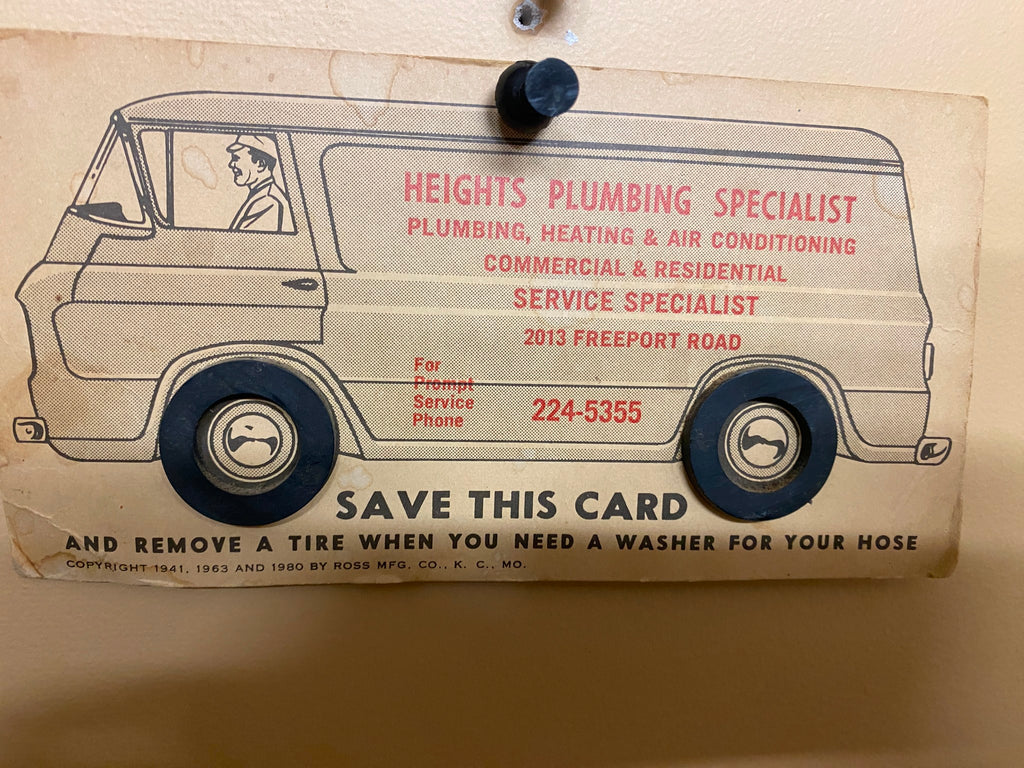 HEIGHTS PLUMBING SPECIALIST
PLUMBING, HEATING & AIR CONDITIONING
COMMERCIAL & RESIDENTIAL
SERVICE SPECIALIST
2013 FREEPORT ROAD
For
Prompt
Service
Phone
224-5355
SAVE THIS CARD
AND REMOVE A TIRE WHEN YOU NEED A WASHER FOR YOUR HOSE
COPYRIGHT 1941, 1963 AND 1980 BY ROSS MFG. CO., K. C., MO.